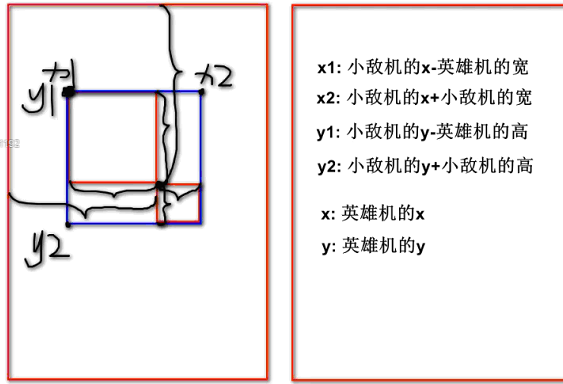 x1
x2
y1
y2
x1: 小敌机的x-英雄机的宽
x2: 小敌机的x+小敌机的宽
y1: 小敌机的y-英雄机的高
y2: 小敌机的y+小敌机的高
x: 英雄机的x
y: 英雄机的y